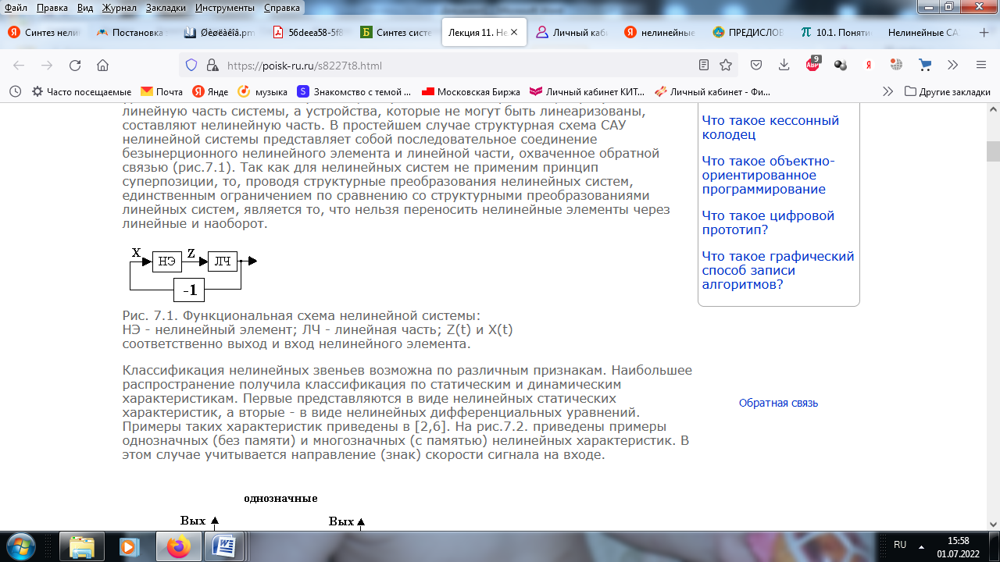 Файл Правка Вид Журнал Закладки Инструменты Справка
Синтез нели
Постановка
Øèøëàéîâ.pm
56deea58-5f8
Синтез систе
Лекция 11. Не
Личный каб
нелинейные
ПРЕДИСЛОВ
10.1. Поняти
Нелинейные СА
https://poisk-ru.ru/s8227t8.html
9
Часто посещаемые
Почта
Янде
музыка
Знакомство с темой ...
Московская Биржа
Личный кабинет КИТ...
Личный кабинет - Фи...
Другие закладки
линейную часть системы, а устройства, которые не могут быть линеаризованы,
составляют нелинейную часть. В простейшем случае структурная схема САУ
нелинейной системы представляет собой последовательное соединение
безынерционного нелинейного элемента и линейной части, охваченное обратной
связью (рис.7.1). Так как для нелинейных систем не применим принцип
суперпозиции, то, проводя структурные преобразования нелинейных систем,
единственным ограничением по сравнению со структурными преобразованиями
линейных систем, является то, что нельзя переносить нелинейные элементы через
линейные и наоборот.
X
НЭ
Z
ЛЧ
-1
Рис. 7.1. Функциональная схема нелинейной системы:
НЭ - нелинейный элемент; ЛЧ - линейная часть; Z(t) и X(t)
соответственно выход и вход нелинейного элемента.
Классификация нелинейных звеньев возможна по различным признакам. Наибольшее
распространение получила классификация по статическим и динамическим
характеристикам. Первые представляются в виде нелинейных статических
характеристик, а вторые - в виде нелинейных дифференциальных уравнений.
Примеры таких характеристик приведены в [2,6]. На рис.7.2. приведены примеры
однозначных (без памяти) и многозначных (с памятью) нелинейных характеристик. В
этом случае учитывается направление (знак) скорости сигнала на входе.
однозначные
Вых
Вых
Что такое кессонный
колодец
Что такое объектно-
ориентированное
программирование
Что такое цифровой
прототип?
Что такое графический
способ записи
алгоритмов?
Обратная связь
RU
15:58
01.07.2022